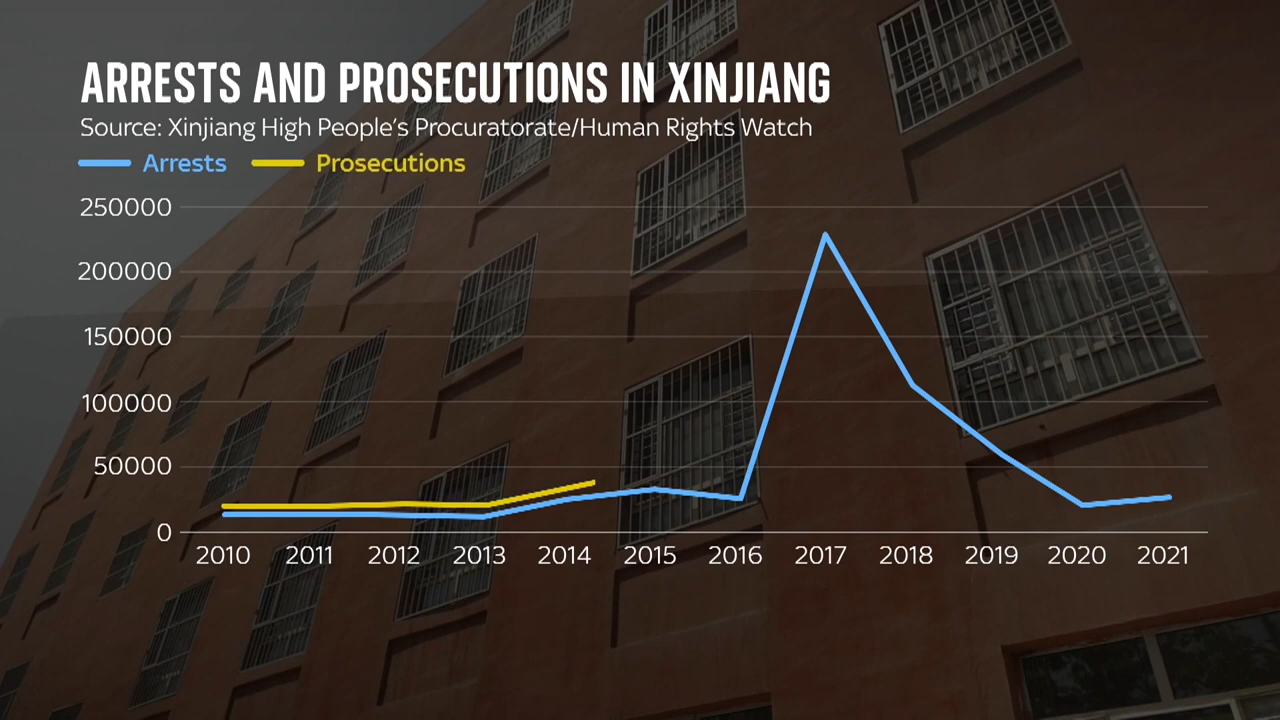 ARRESTS AND PROSECUTIONS IN XINJIANG
Source: Xinjiang High People's Procuratorate/Human Rights Watch
Arrests Prosecutions
250000
200000
150000
100000
50000
0
2010 2011 2012 2013 2014 2015 2016 2017 2018 2019 2020 2021